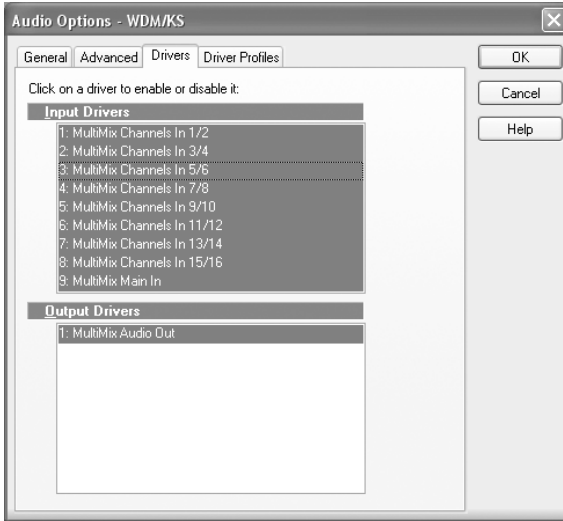 Audio Options - WDM/KS
General Advanced Drivers Driver Profiles
Click on a driver to enable or disable it:
Input Drivers
1: MultiMix Channels In 1/2
2: MultiMix Channels In 3/4
3: MultiMix Channels In 5/6
4: MultiMix Channels In 7/8
5: MultiMix Channels In 9/10
6: MultiMix Channels In 11/12
7: MultiMix Channels In 13/14
8: MultiMix Channels In 15/16
9: MultiMix Main In
Output Drivers
1: MultiMix Audio Out
OK
Cancel
Help